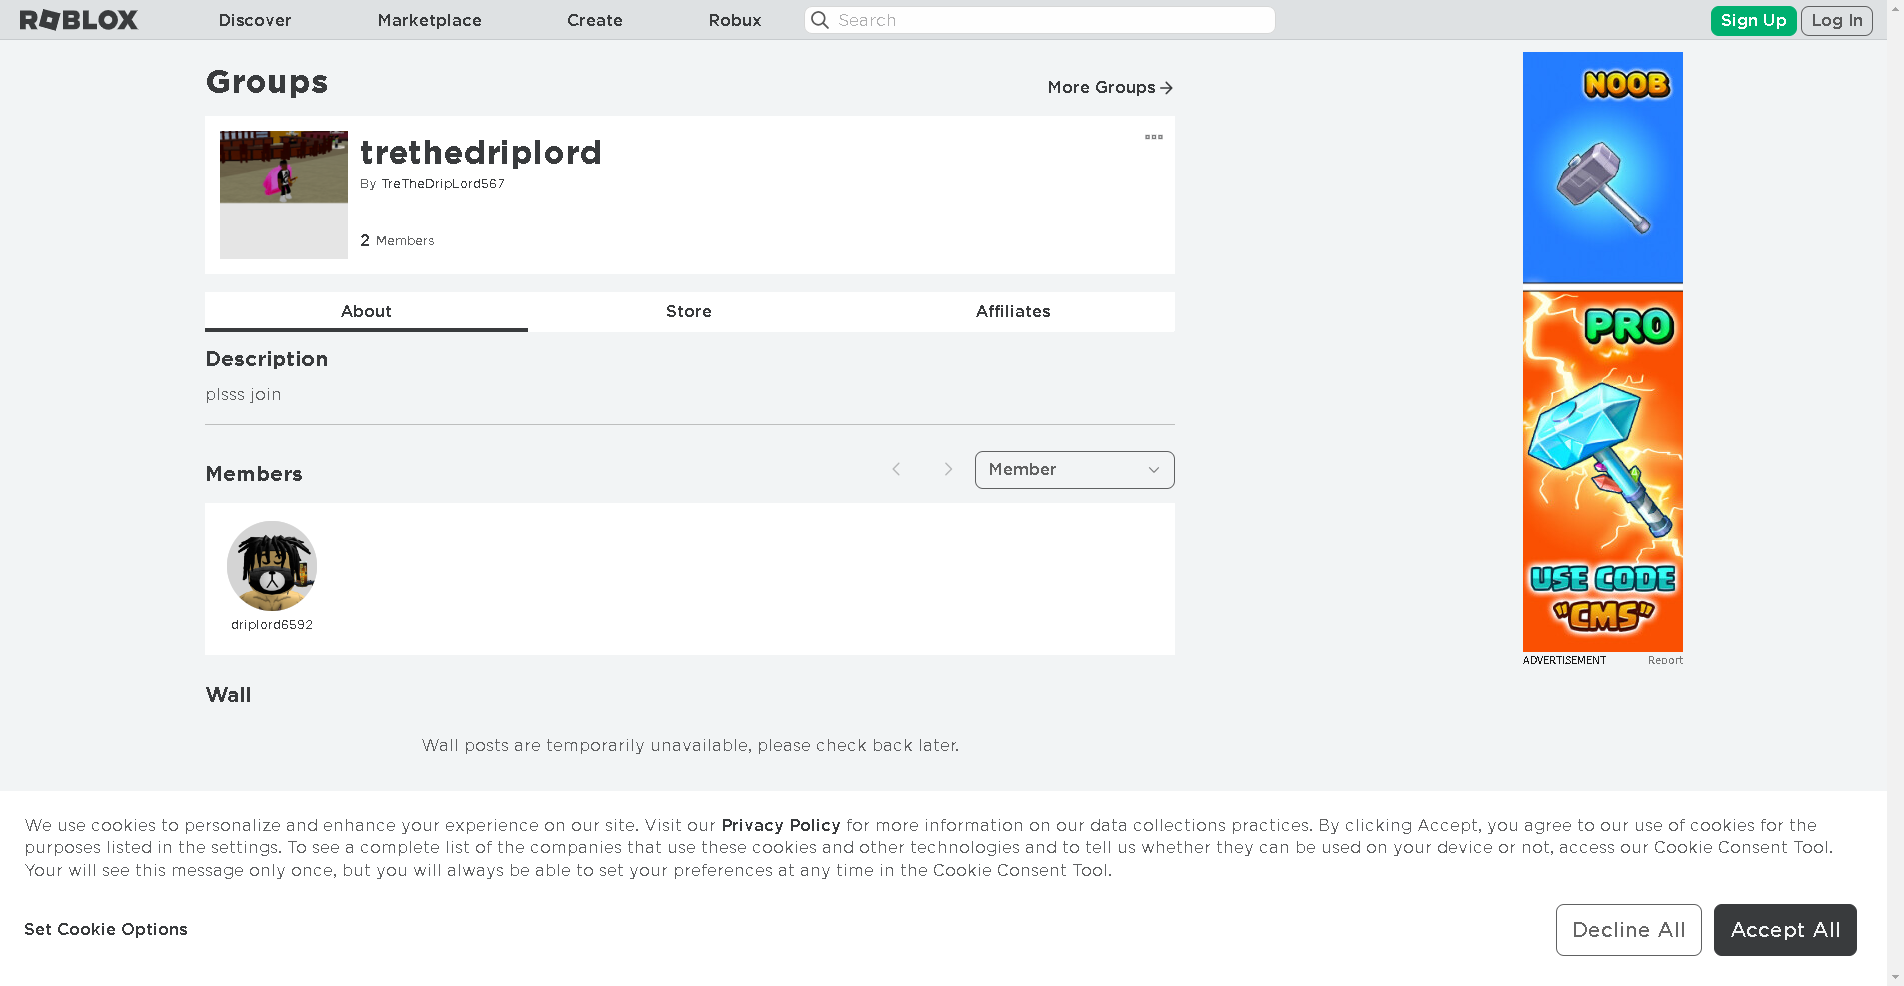 ROBLOX Discover Marketplace Create Robux Search Sign Up Log In
Groups
More Groups
trethedriplord
By TreTheDripLord567
2 Members
About Store Affiliates
Description
plsss join
Members
Member
driplord6592
Wall
Wall posts are temporarily unavailable, please check back later.
NOOB
PRO
USE CODE
"CMS"
ADVERTISEMENT Report
We use cookies to personalize and enhance your experience on our site. Visit our Privacy Policy for more information on our data collections practices. By clicking Accept, you agree to our use of cookies for the
purposes listed in the settings. To see a complete list of the companies that use these cookies and other technologies and to tell us whether they can be used on your device or not, access our Cookie Consent Tool.
Your will see this message only once, but you will always be able to set your preferences at any time in the Cookie Consent Tool.
Set Cookie Options
Decline All
Accept All